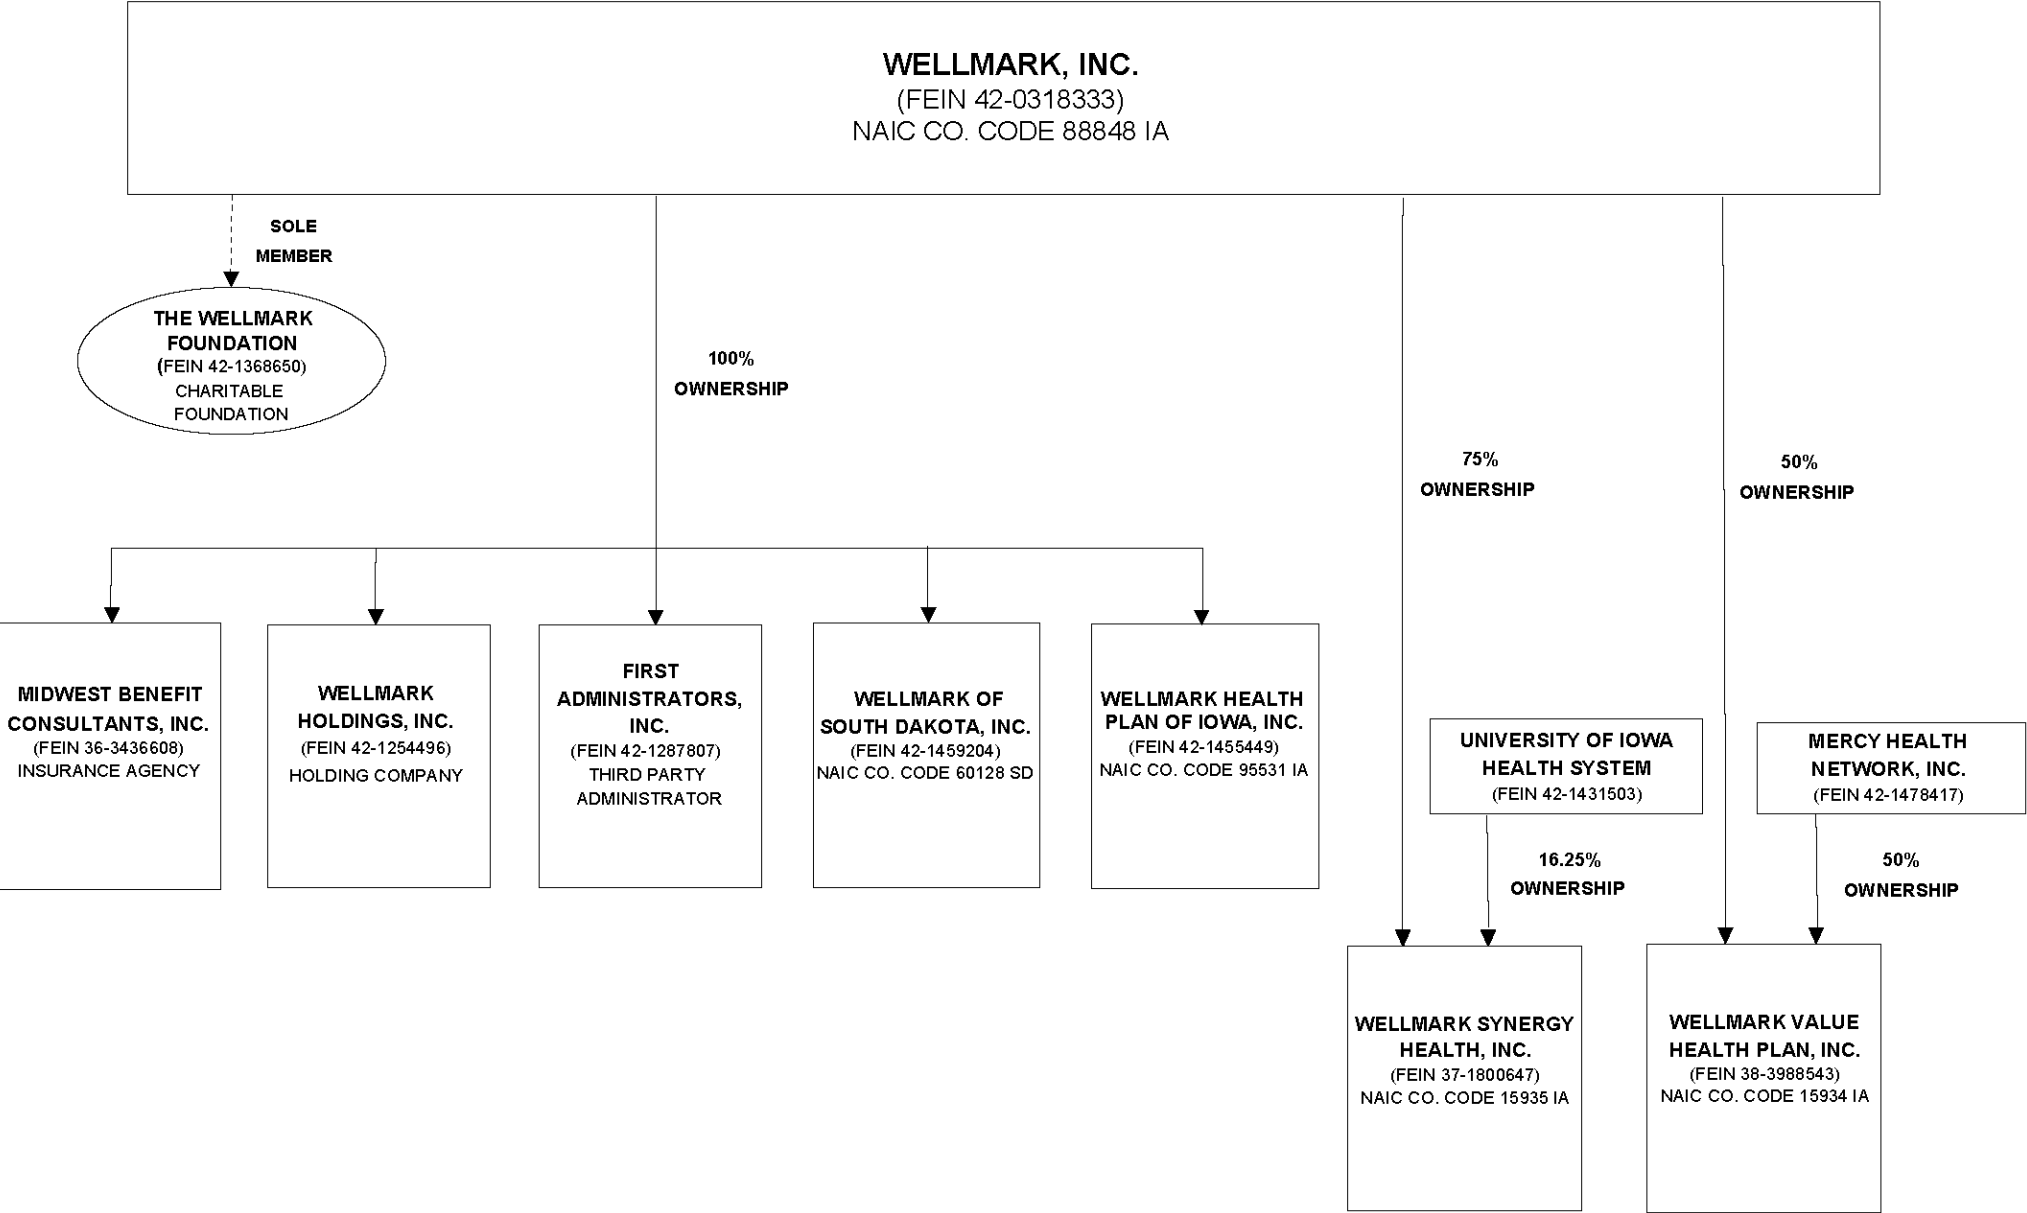 WELLMARK, INC.
(FEIN 42-0318333)
NAIC CO. CODE 88848 IA
SOLE
MEMBER
THE WELLMARK
FOUNDATION
(FEIN 42-1368650)
CHARITABLE
FOUNDATION
100%
OWNERSHIP
75%
OWNERSHIP
50%
OWNERSHIP
MIDWEST BENEFIT
CONSULTANTS, INC.
(FEIN 36-3436608)
INSURANCE AGENCY
WELLMARK
HOLDINGS, INC.
(FEIN 42-1254496)
HOLDING COMPANY
FIRST
ADMINISTRATORS,
INC.
(FEIN 42-1287807)
THIRD PARTY
ADMINISTRATOR
WELLMARK OF
SOUTH DAKOTA, INC.
(FEIN 42-1459204)
NAIC CO. CODE 60128 SD
WELLMARK HEALTH
PLAN OF IOWA, INC.
(FEIN 42-1455449)
NAIC CO. CODE 95531 IA
UNIVERSITY OF IOWA
HEALTH SYSTEM
(FEIN 42-1431503)
MERCY HEALTH
NETWORK, INC.
(FEIN 42-1478417)
16.25%
OWNERSHIP
50%
OWNERSHIP
WELLMARK SYNERGY
HEALTH, INC.
(FEIN 37-1800647)
NAIC CO. CODE 15935 IA
WELLMARK VALUE
HEALTH PLAN, INC.
(FEIN 38-3988543)
NAIC CO. CODE 15934 IA